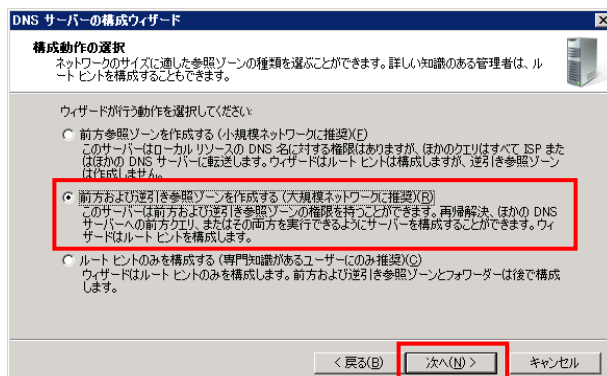 DNS サーバーの構成ウィザード
構成動作の選択
ネットワークのサイズに適した参照ゾーンの種類を選ぶことができます。詳しい知識のある管理者は、ル
ート ヒントを構成することもできます。
ウィザードが行う動作を選択してください:
前方参照ゾーンを作成する (小規模ネットワークに推奨)(F)
このサーバーはローカル リソースの DNS 名に対する権限はありますが、ほかのクエリはすべて ISP また
はほかの DNS サーバーに転送します。ウィザードはルート ヒントは構成しますが、逆引き参照ゾーン
は作成しません。
前方および逆引き参照ゾーンを作成する (大規模ネットワークに推奨)(R)
このサーバーは前方および逆引き参照ゾーンの権限を持つことができます。再帰解決、ほかの DNS
サーバーへの前方クエリ、またはその両方を実行できるようにサーバーを構成することができます。ウィ
ザードはルート ヒントを構成します。
ルート ヒントのみを構成する (専門知識があるユーザーにのみ推奨)(C)
ウィザードはルート ヒントのみを構成します。前方および逆引き参照ゾーンとフォワーダーは後で構成
します。
< 戻る(B) 次へ(N) > キャンセル